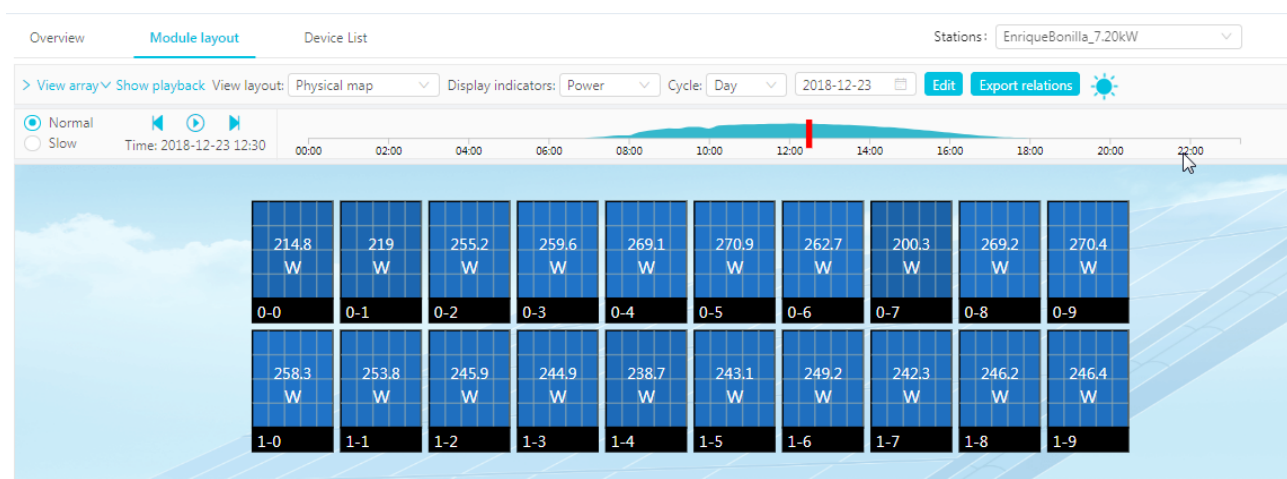 Overview Module layout Device List Stations: EnriqueBonilla_7.20kW
> View array Show playback View layout: Physical map Display indicators: Power Cycle: Day 2018-12-23 Edit Export relations
Normal
Slow Time: 2018-12-23 12:30
00:00 02:00 04:00 06:00 08:00 10:00 12:00 14:00 16:00 18:00 20:00 22:00
214.8 219 255.2 259.6 269.1 270.9 262.7 200.3 269.2 270.4
W W W W W W W W W W
0-0 0-1 0-2 0-3 0-4 0-5 0-6 0-7 0-8 0-9
258.3 253.8 245.9 244.9 238.7 243.1 249.2 242.3 246.2 246.4
W W W W W W W W W W
1-0 1-1 1-2 1-3 1-4 1-5 1-6 1-7 1-8 1-9